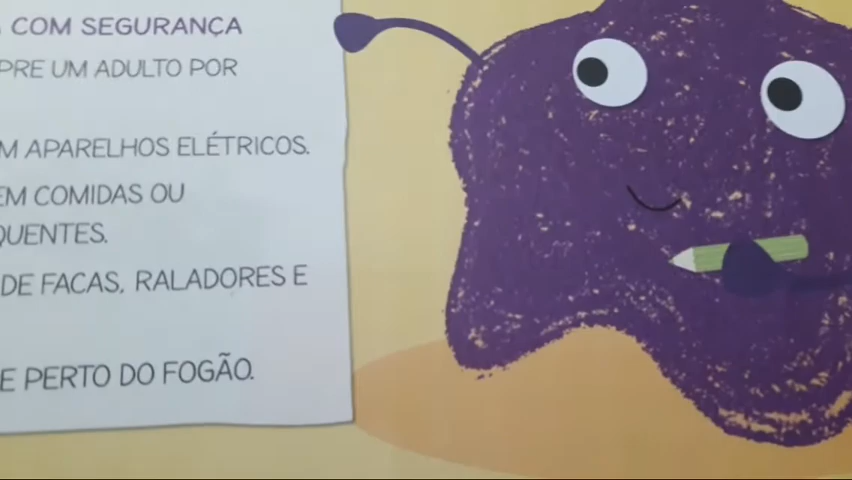 COM SEGURANÇA
PRE UM ADULTO POR
M APARELHOS ELÉTRICOS.
EM COMIDAS OU
QUENTES.
DE FACAS, RALADORES E
E PERTO DO FOGÃO.